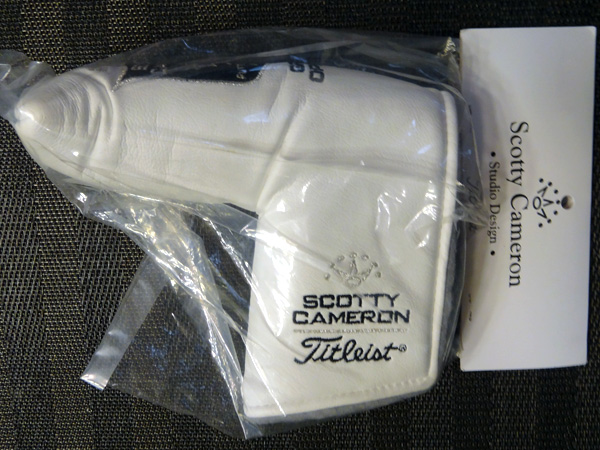 SCOTTY
CAMERON
Titleist®
Scotty Cameron
• Studio Design •